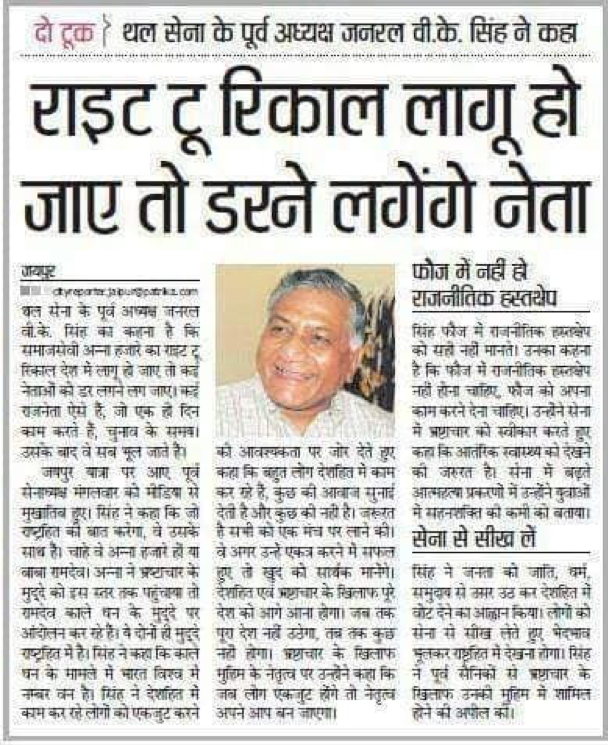 दो टूक थल सेना के पूर्व अध्यक्ष जनरल वी.के. सिंह ने कहा
राइट टू रिकाल लागू हो
जाए तो डरने लगेंगे नेता
जयपुर
cityreporter.jaipur@patrika.com
थल सेना के पूर्व अध्यक्ष जनरल
वी.के. सिंह का कहना है कि
समाजसेवी अन्ना हजारे का राइट टू
रिकाल देश में लागू हो जाए तो कई
नेताओं को डर लगने लग जाए। कई
राजनेता ऐसे हैं, जो एक ही दिन
काम करते हैं, चुनाव के समय।
उसके बाद वे सब भूल जाते हैं।
जयपुर यात्रा पर आए पूर्व
सेनाध्यक्ष मंगलवार को मीडिया से
मुखातिब हुए। सिंह ने कहा कि जो
राष्ट्रहित की बात करेगा, वे उसके
साथ है। चाहे वे अन्ना हजारे हों या
बाबा रामदेव। अन्ना ने भ्रष्टाचार के
मुद्दे को इस स्तर तक पहुंचाया तो
रामदेव काले धन के मुद्दे पर
आंदोलन कर रहे हैं। ये दोनों ही मुद्दे
राष्ट्रहित में है। सिंह ने कहा कि काले
धन के मामले में भारत विश्व में
नम्बर वन है। सिंह ने देशहित में
काम कर रहे लोगों को एकजुट करने
की आवश्यकता पर जोर देते हुए
कहा कि बहुत लोग देशहित में काम
कर रहे हैं, कुछ की आवाज सुनाई
देती है और कुछ की नहीं है। जरूरत
है सभी को एक मंच पर लाने की।
वे अगर उन्हें एकत्र करने में सफल
हुए तो खुद को सार्थक मानेंगे।
देशहित एवं भ्रष्टाचार के खिलाफ पूरे
देश को आगे आना होगा। जब तक
पूरा देश नहीं उठेगा, तब तक कुछ
नहीं होगा। भ्रष्टाचार के खिलाफ
मुहिम के नेतृत्व पर उन्होंने कहा कि
जब लोग एकजुट होंगे तो नेतृत्व
अपने आप बन जाएगा।
फौज में नहीं हो
राजनीतिक हस्तक्षेप
सिंह फौज में राजनीतिक हस्तक्षेप
को सही नहीं मानते। उनका कहना
है कि फौज में राजनीतिक हस्तक्षेप
नहीं होना चाहिए, फौज को अपना
काम करने देना चाहिए। उन्होंने सेना
में भ्रष्टाचार को स्वीकार करते हुए
कहा कि आंतरिक स्वास्थ्य को देखने
की जरूरत है। सेना में बढ़ते
आत्महत्या प्रकरणों में उन्होंने युवाओं
में सहनशक्ति की कमी को बताया।
सेना से सीख लें
सिंह ने जनता को जाति, धर्म,
समुदाय से उसर उठ कर देशहित में
वोट देने का आह्वान किया। लोगों को
सेना से सीख लेते हुए भेदभाव
भूलकर राष्ट्रहित में देखना होगा। सिंह
ने पूर्व सैनिकों से भ्रष्टाचार के
खिलाफ उनकी मुहिम में शामिल
होने की अपील की।